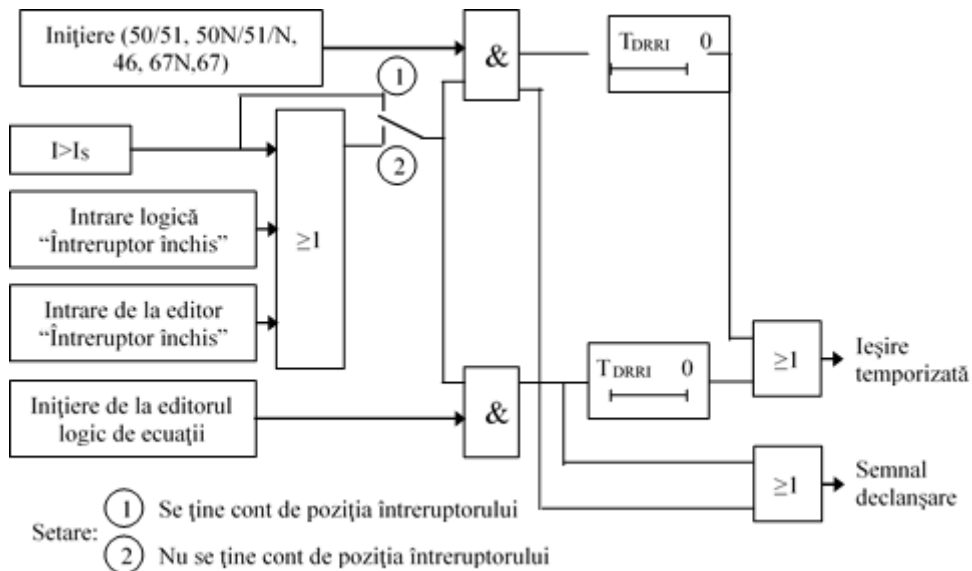 Iniţiere (50/51, 50N/51/N,
46, 67N,67)
&
TDRRI 0
1
I>Is
2
Intrare logică
“Întreruptor închis”
≥1
Intrare de la editor
“Întreruptor închis”
TDRRI 0
≥1
Ieşire
temporizată
Iniţiere de la editorul
logic de ecuaţii
&
≥1
Semnal
declanşare
Setare:
1 Se ţine cont de poziţia întreruptorului
2 Nu se ţine cont de poziţia întreruptorului